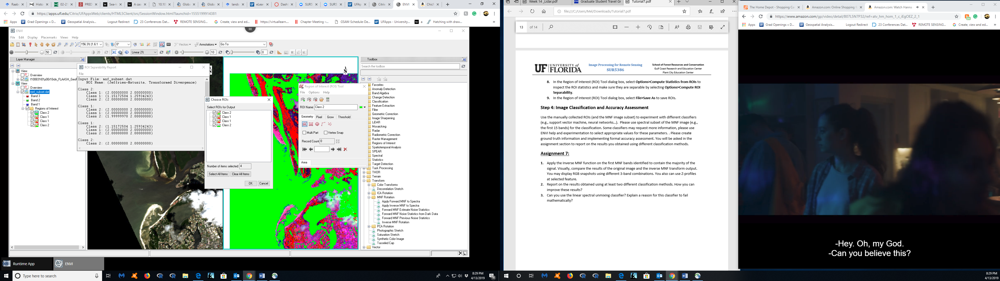 Raab
Histo
02-21
PRED
Sea-l
A cas
10.10
Globa
Globa
lands
eLear
Dash
SUR5
SUR5
UFAp
Citrix
ENVI
Chich
https://apps.ufl.edu/Citrix/UFAppsWeb/clients/HTML5Client/src/SessionWindow.html?launchid=1555199914381
Apps
Grad Openings » D...
Geospatial Analysis...
Logout Redirect
23 Conferences Dat...
REMOTE SENSING...
Create, view and ed...
https://virtuallearn...
Chapter Meeting –...
GSAW-Schedule-De...
UFApps - University...
a
Hatching with draw...
ENVI
File Edit Display Placemarks Views Help
156.3% (1.6:1
0°
Vectors
Annotations
Go To
50
20
Linear 2%
10
0
Layer Manager
View
Overview
f100831t01p00r10rdn_FLAASH_GeoF
View
Overview
mnf_subset.dat
Band 3
Band 2
Band 1
Regions of Interest
Class 2
Class 1
Class 1
Class 2
ROI Separability Report
File
Input File: mnf_subset.dat
ROI Name: (Jeffries-Matusita, Transformed Divergence)
Class 2:
Class 1: (2.00000000 2.00000000)
Class 1: (1.15172504 1.25934243)
Class 2: (2.00000000 2.00000000)
Class 1:
Class 2: (2.00000000 2.00000000)
Class 1: (2.00000000 2.00000000)
Class 2: (1.99999970 2.00000000)
Class 1:
Class 2: (1.15172504 1.25934243)
Class 1: (2.00000000 2.00000000)
Class 2: (2.00000000 2.00000000)
Class 2:
Class 2: (2.00000000 2.00000000)
Choose ROIs
Select ROIs for Output
Class 2
Class 1
Class 1
Class 2
Number of items selected: 4
Select All Items
Clear All Items
OK
Cancel
N
Region of Interest (ROI) Tool
File Options Help
ROI Name: Class 2
Geometry Pixel Grow Threshold
Multi Part
Vertex Snap
Record Count 0
Area
Toolbox
Search the toolbox
Favorites
Anomaly Detection
Band Algebra
Change Detection
Classification
Feature Extraction
Filter
Geometric Correction
Image Sharpening
LiDAR
Mosaicking
Radar
Radiometric Correction
Raster Management
Regions of Interest
Spatiotemporal Analysis
SPEAR
Spectral
Statistics
Target Detection
Task Processing
THOR
Terrain
Transform
Color Transforms
Decorrelation Stretch
ICA Rotation
MNF Rotation
Apply Forward MNF to Spectra
Apply Inverse MNF to Spectra
Forward MNF Estimate Noise Statistics
Forward MNF Noise Statistics from Dark Data
Forward MNF Previous Noise Statistics
Inverse MNF Rotation
PCA Rotation
Photographic Stretch
Saturation Stretch
Synthetic Color Image
Tasseled Cap
Vector
Runtime App
ENVI
Type here to search
8:29 PM
4/13/2019
18
Week 14 _Lidar.pdf
Graduate Student Travel Gr
Tutorial7.pdf
file:///C:/Users/Mel/Downloads/Tutorial7.pdf
13 of 14
UF UNIVERSITY of
FLORIDA
Image Processing for Remote Sensing
SUR5386
School of Forest Resources and Conservation
Gulf Coast Research and Education Center
Plant City Education Center
8. In the Region of Interest (ROI) Tool dialog box, select Options>Compute Statistics from ROIs to
inspect the ROI statistics and make sure they are separable by selecting Options>Compute ROI
Separability.
9. In the Region of Interest (ROI) Tool dialog box, select File>Save As to save ROIs.
Step 4: Image Classification and Accuracy Assessment
Use the manually collected ROIs (and the MNF image subset) to experiment with different classifiers
(e.g., support vector machine, neural networks...). Please use spectral subset of the MNF image (e.g.,
the first 15 bands) for the classification. Some classifiers may request more information, please use
ENVI help and experimentation to select appropriate values for these parameters. . Please create
ground truth information and implementing formal accuracy assessment. You will be asked in the
assignment section to report on the results you obtained using different classification methods.
Assignment 7:
1. Apply the Inverse MNF function on the first MNF bands identified to contain the majority of the
signal. Visually, compare the results of the original image and the inverse MNF transform output.
You may display RGB snapshots using different 3-band combinations. You also can use Z-profiles
at selected feature.
2. Report on the results obtained using at least two different classification methods. How you can
improve these results?
3. Can you use the linear spectral unmixing classifier? Explain a reason for this classifier to fail
mathematically?
The Home Depot - Shopping Ca
Amazon.com: Online Shopping f
Amazon.com: Watch Hanna
https://www.amazon.com/gp/video/detail/B07L5N7P32/ref=atv_hm_hom_1_c_iEgOEZ_2_1
24
Apps
Grad Openings » D...
Geospatial Analysis...
Logout Redirect
23 Conferences Dat...
REMOTE SENSING...
Create, view and ed...
-Hey. Oh, my God.
-Can you believe this?
8:29 PM
4/13/2019